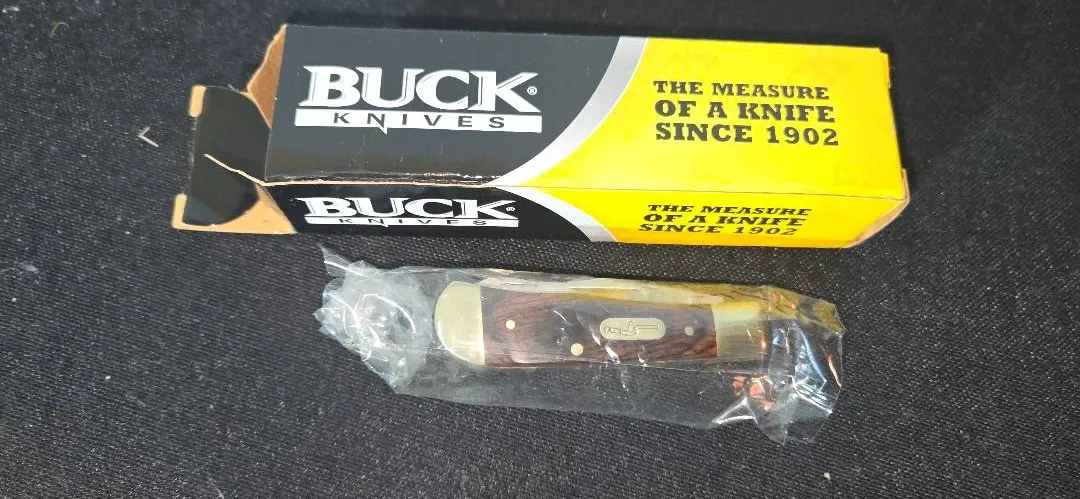 BUCK®
KNIVES
THE MEASURE
OF A KNIFE
SINCE 1902
BUCK®
KNIVES
THE MEASURE
OF A KNIFE
SINCE 1902